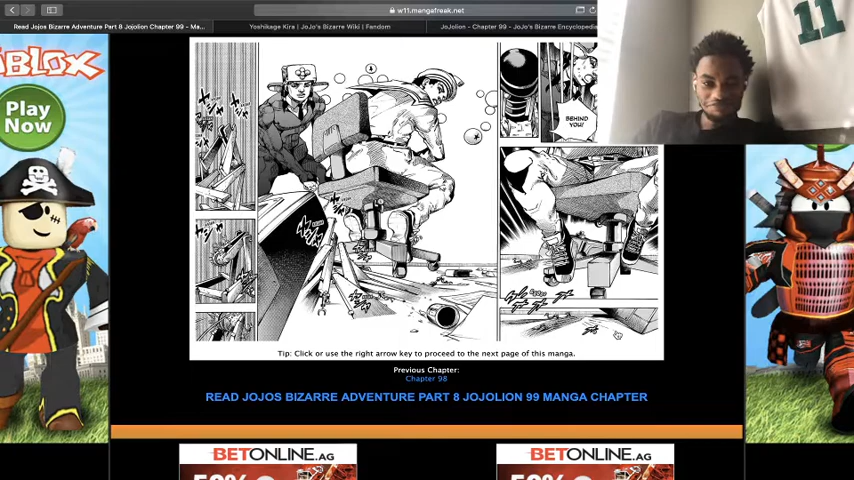 w11.mangafreak.net
Read Jojos Bizarre Adventure Part 8 Jojolion Chapter 99 - Ma...
Yoshikage Kira | JoJo's Bizarre Wiki | Fandom
JoJolien - Chapter 99 - JoJo's Bizarre Encyclopedia
BLOX
Play
Now
11
BEHIND
YOU!
Tip: Click or use the right arrow key to proceed to the next page of this manga.
Previous Chapter:
Chapter 98
READ JOJOS BIZARRE ADVENTURE PART 8 JOJOLION 99 MANGA CHAPTER
BETONLINE.AG
BETONLINE.AG